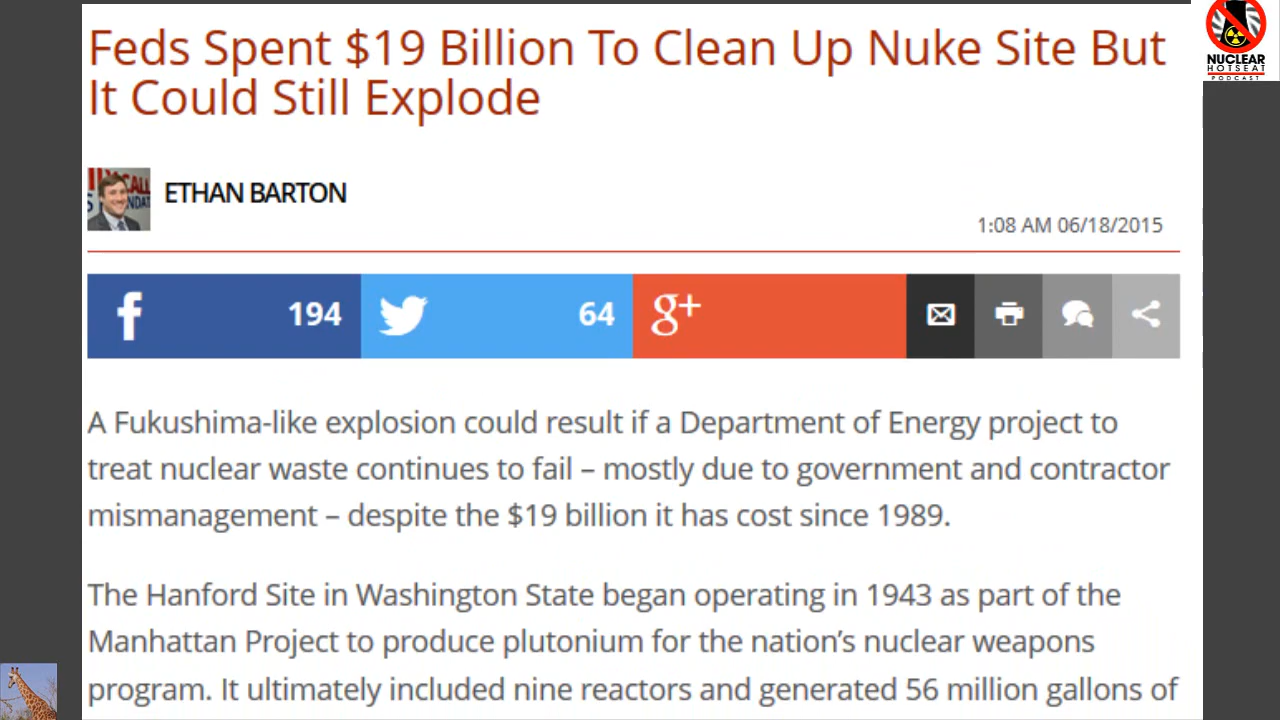 Feds Spent $19 Billion To Clean Up Nuke Site But
It Could Still Explode
NUCLEAR
HOTSEAT
PODCAST
ETHAN BARTON
1:08 AM 06/18/2015
194
64
g+
A Fukushima-like explosion could result if a Department of Energy project to
treat nuclear waste continues to fail – mostly due to government and contractor
mismanagement – despite the $19 billion it has cost since 1989.
The Hanford Site in Washington State began operating in 1943 as part of the
Manhattan Project to produce plutonium for the nation’s nuclear weapons
program. It ultimately included nine reactors and generated 56 million gallons of